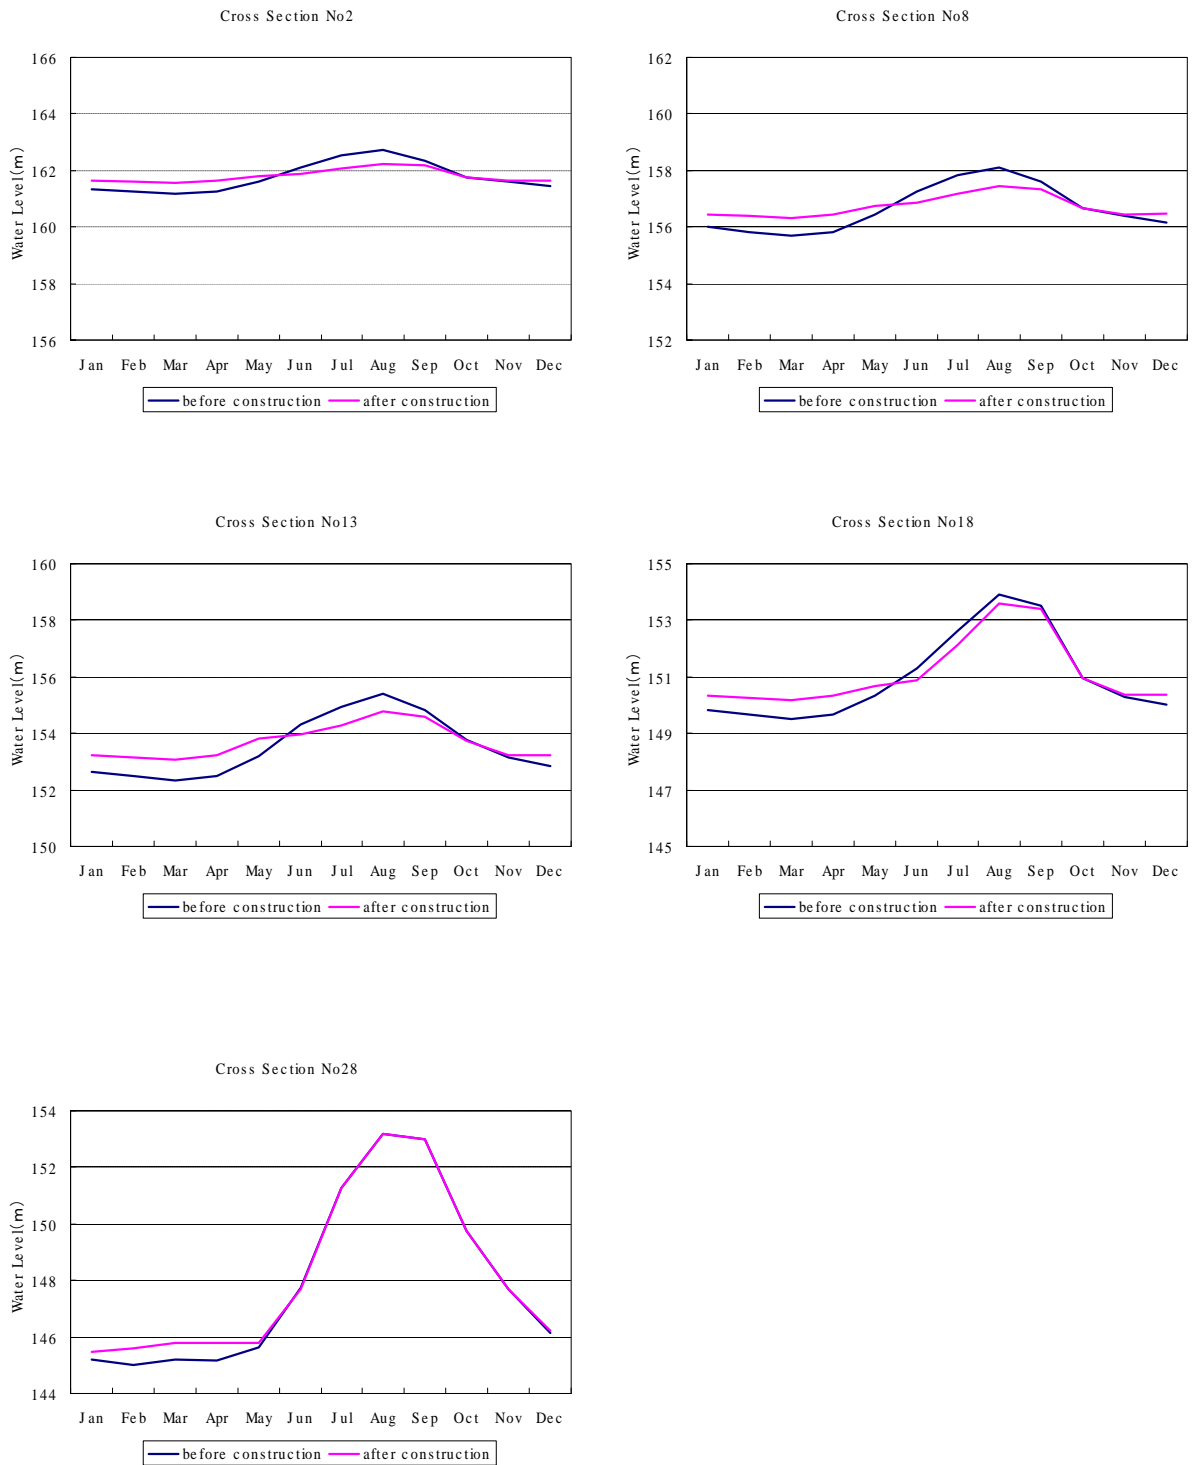 Cross Section No2
166
164
162
160
158
156
Water Level(m)
Jan Feb Mar Apr May Jun Jul Aug Sep Oct Nov Dec
before construction after construction
Cross Section No8
162
160
158
156
154
152
Water Level(m)
Jan Feb Mar Apr May Jun Jul Aug Sep Oct Nov Dec
before construction after construction
Cross Section No13
160
158
156
154
152
150
Water Level(m)
Jan Feb Mar Apr May Jun Jul Aug Sep Oct Nov Dec
before construction after construction
Cross Section No18
155
153
151
149
147
145
Water Level(m)
Jan Feb Mar Apr May Jun Jul Aug Sep Oct Nov Dec
before construction after construction
Cross Section No28
154
152
150
148
146
144
Water Level(m)
Jan Feb Mar Apr May Jun Jul Aug Sep Oct Nov Dec
before construction after construction